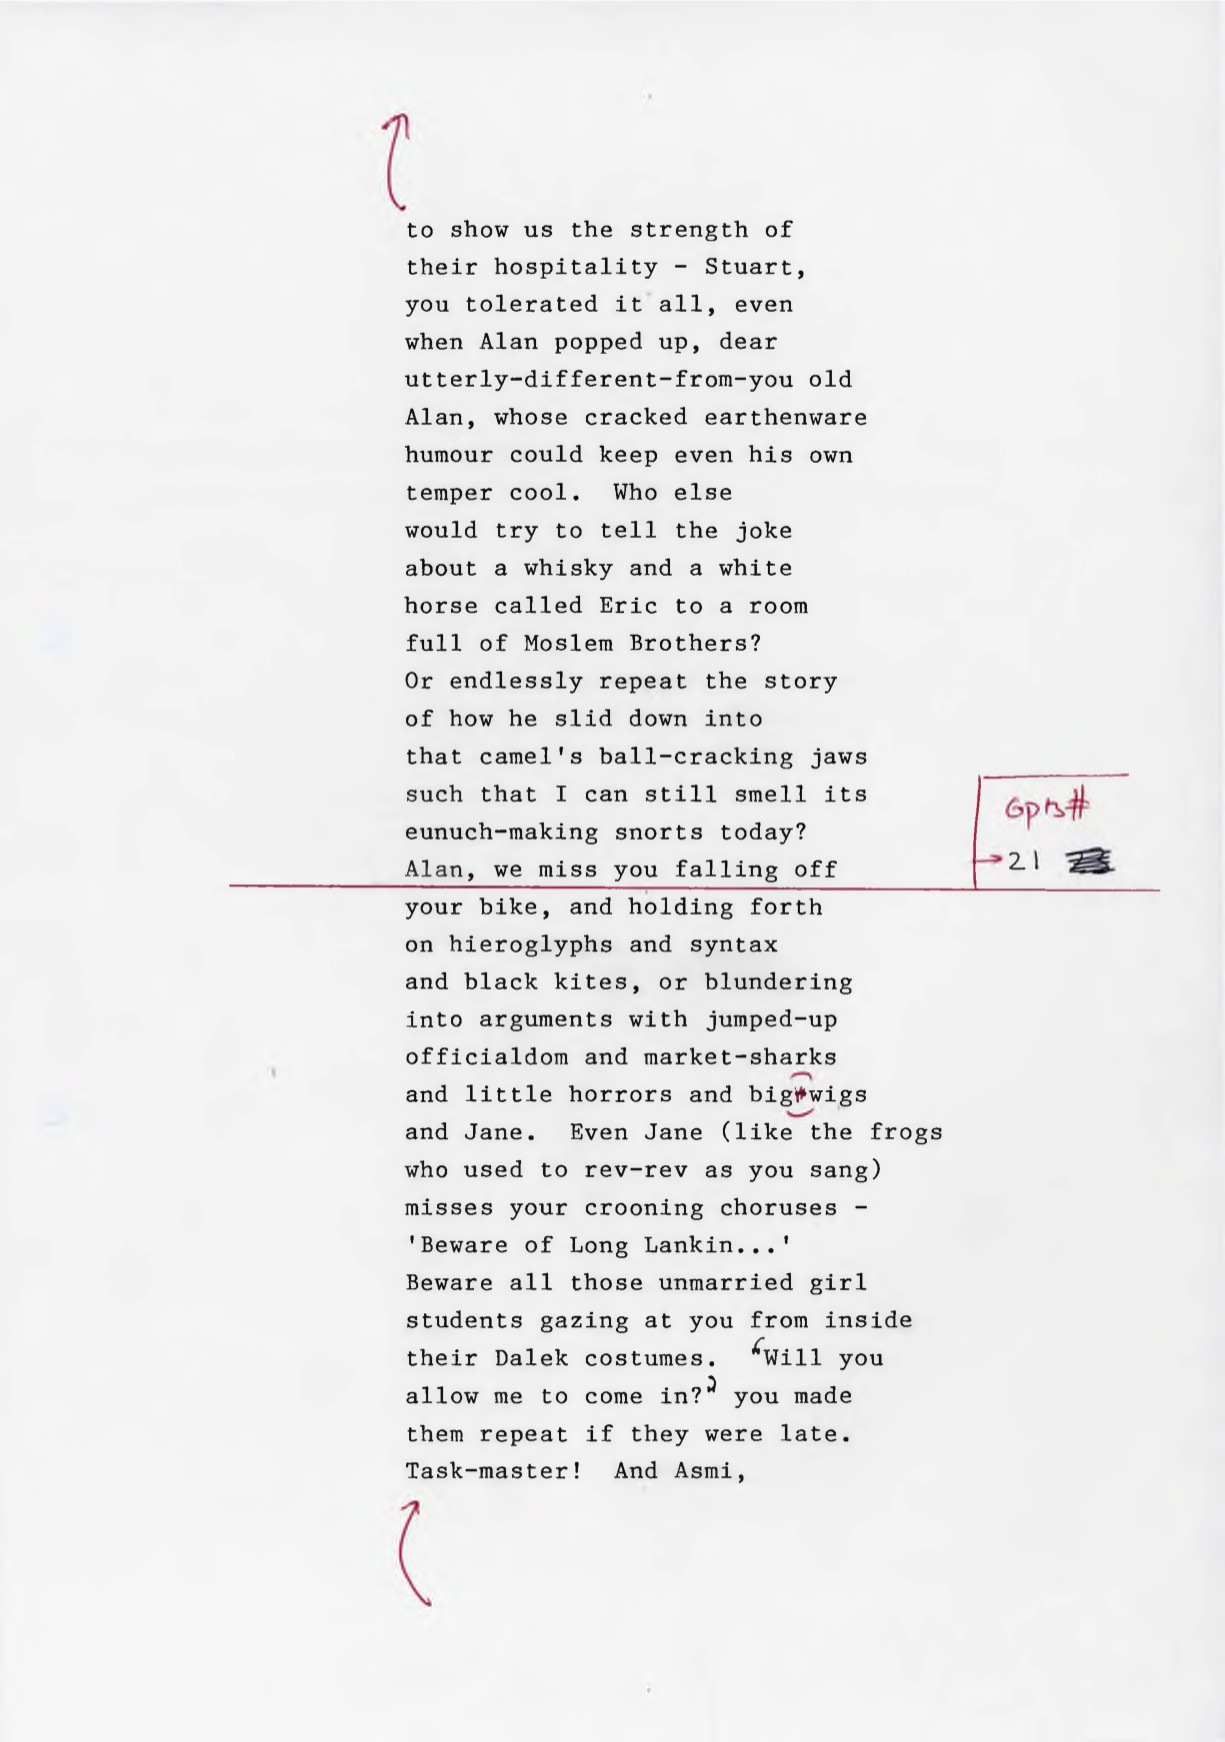 to show us the strength of
their hospitality - Stuart,
you tolerated it all, even
when Alan popped up, dear
utterly-different-from-you old
Alan, whose cracked earthenware
humour could keep even his own
temper cool.  Who else
would try to tell the joke
about a whisky and a white
horse called Eric to a room
full of Moslem Brothers?
Or endlessly repeat the story
of how he slid down into
that camel's ball-cracking jaws
such that I can still smell its
eunuch-making snorts today?
6pts#
Alan, we miss you falling off
→21
your bike, and holding forth
on hieroglyphs and syntax
and black kites, or blundering
into arguments with jumped-up
officialdom and market-sharks
and little horrors and bigwigs
and Jane.  Even Jane (like the frogs
who used to rev-rev as you sang)
misses your crooning choruses -
'Beware of Long Lankin...'
Beware all those unmarried girl
students gazing at you from inside
their Dalek costumes.  'Will you
allow me to come in?' you made
them repeat if they were late.
Task-master!  And Asmi,